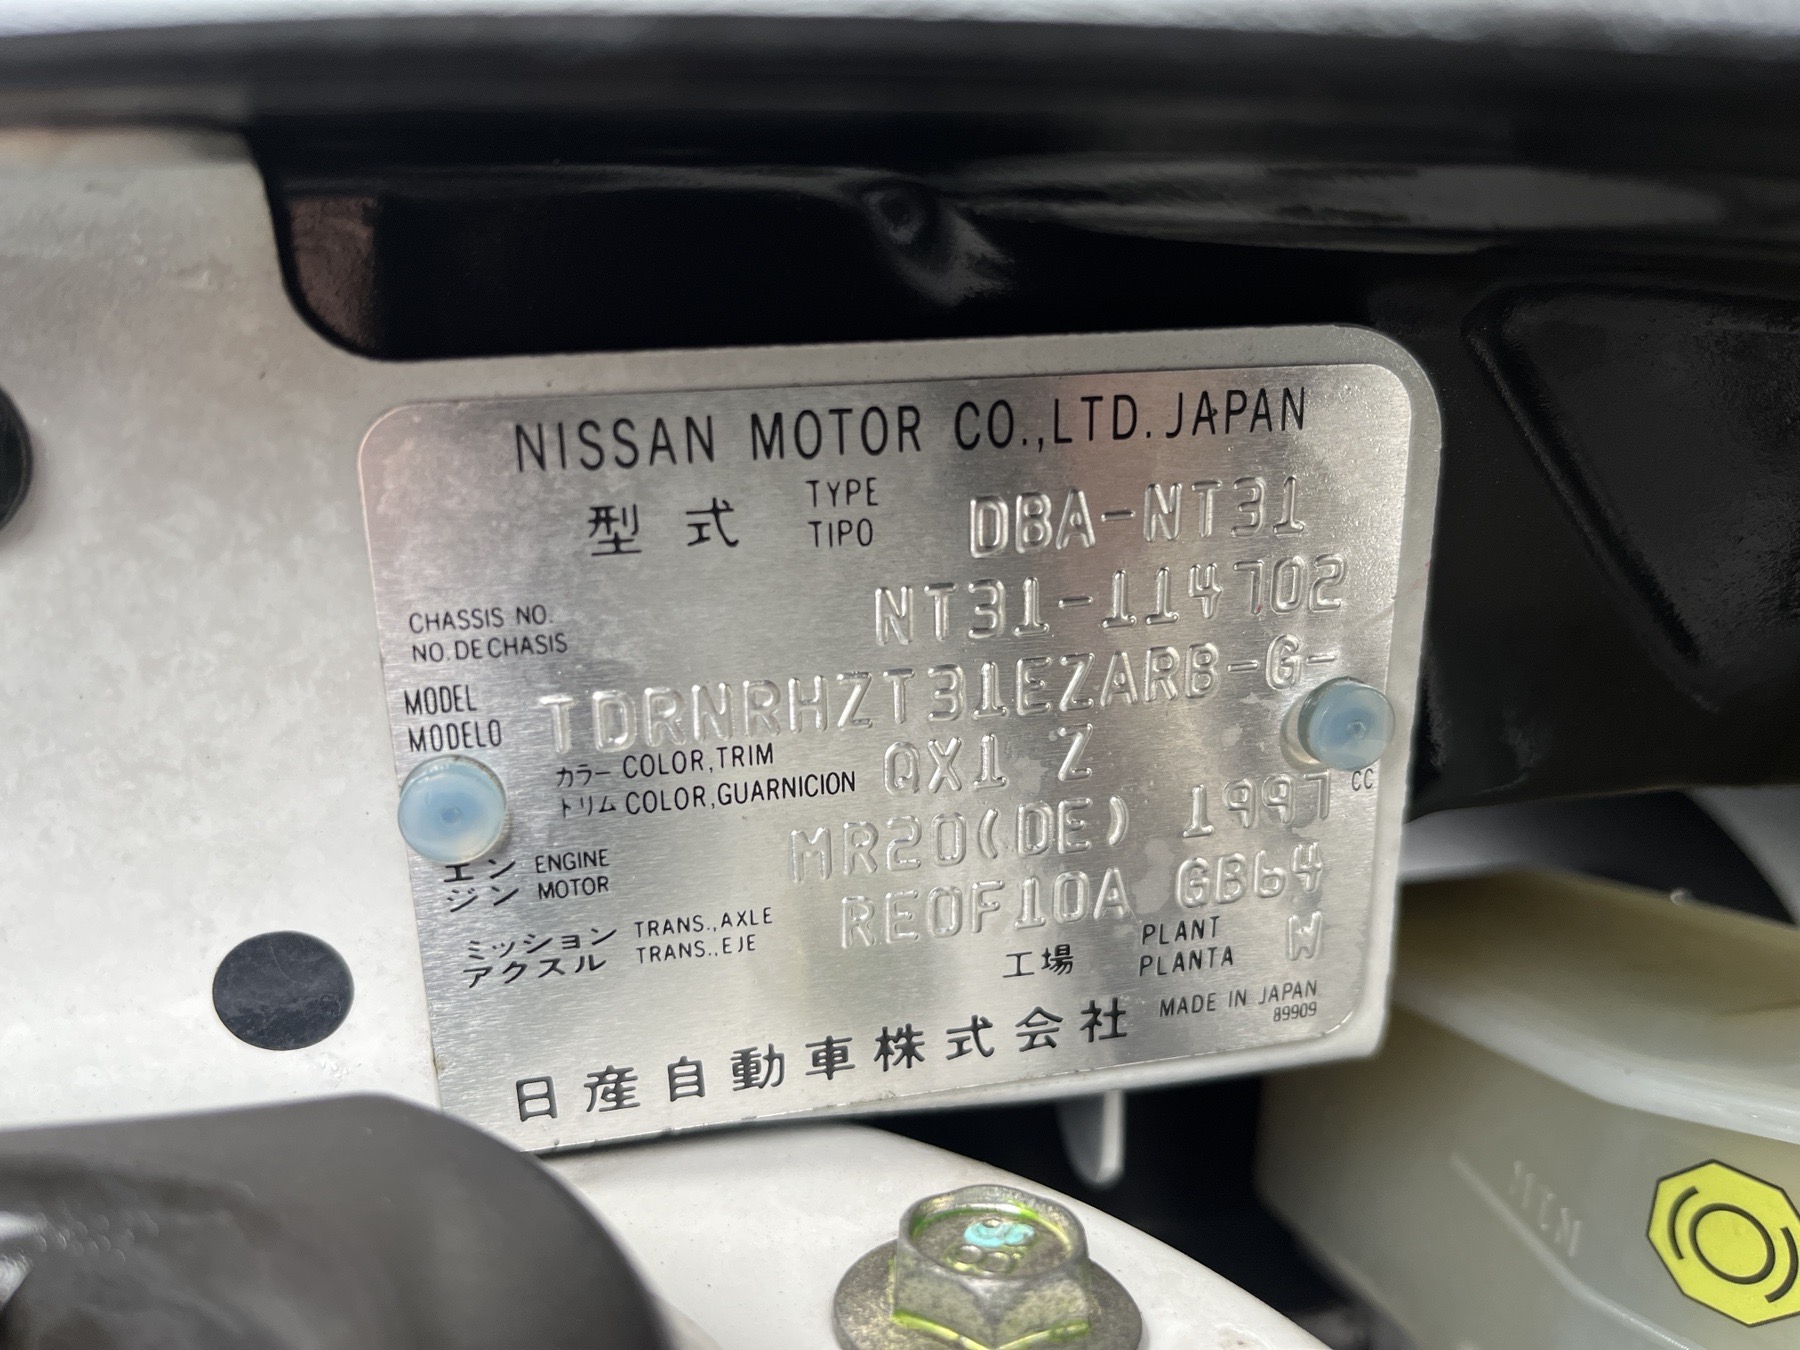 NISSAN MOTOR CO.,LTD. JAPAN
型式 TYPE DBA-NT31
TIPO
CHASSIS NO. NT31-114702
NO. DE CHASIS
MODEL TDRNRHZT31EZARB-G-
MODELO
カラー COLOR,TRIM QX1 Z
トリム COLOR,GUARNICION
エン ENGINE MR20(DE) 1997 CC
ジン MOTOR
ミッション TRANS.,AXLE RE0F10A GB64
アクスル TRANS.,EJE
工場 PLANT W
PLANTA
MADE IN JAPAN
89909
日産自動車株式会社